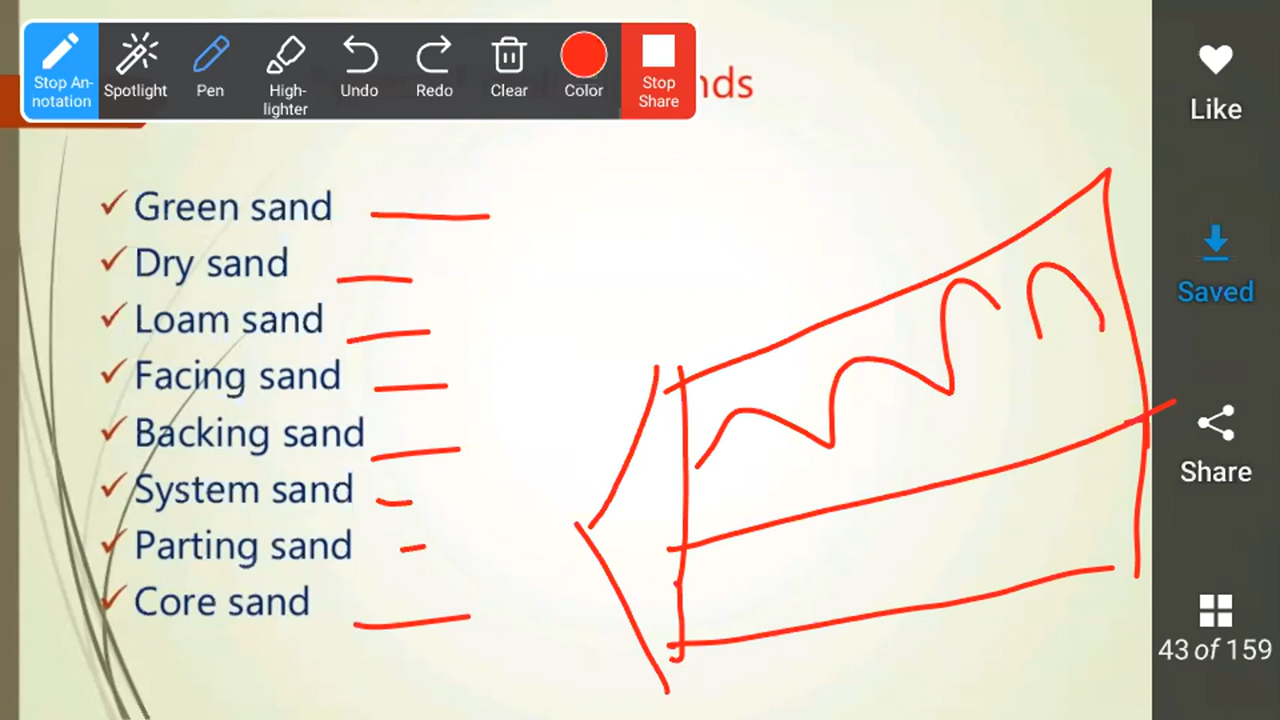 Stop An-
notation
Spotlight
Pen
High-
lighter
Undo
Redo
Clear
Color
Stop
Share
nds
✓ Green sand
✓ Dry sand
✓ Loam sand
✓ Facing sand
✓ Backing sand
✓ System sand
✓ Parting sand
✓ Core sand
Like
Saved
Share
43 of 159